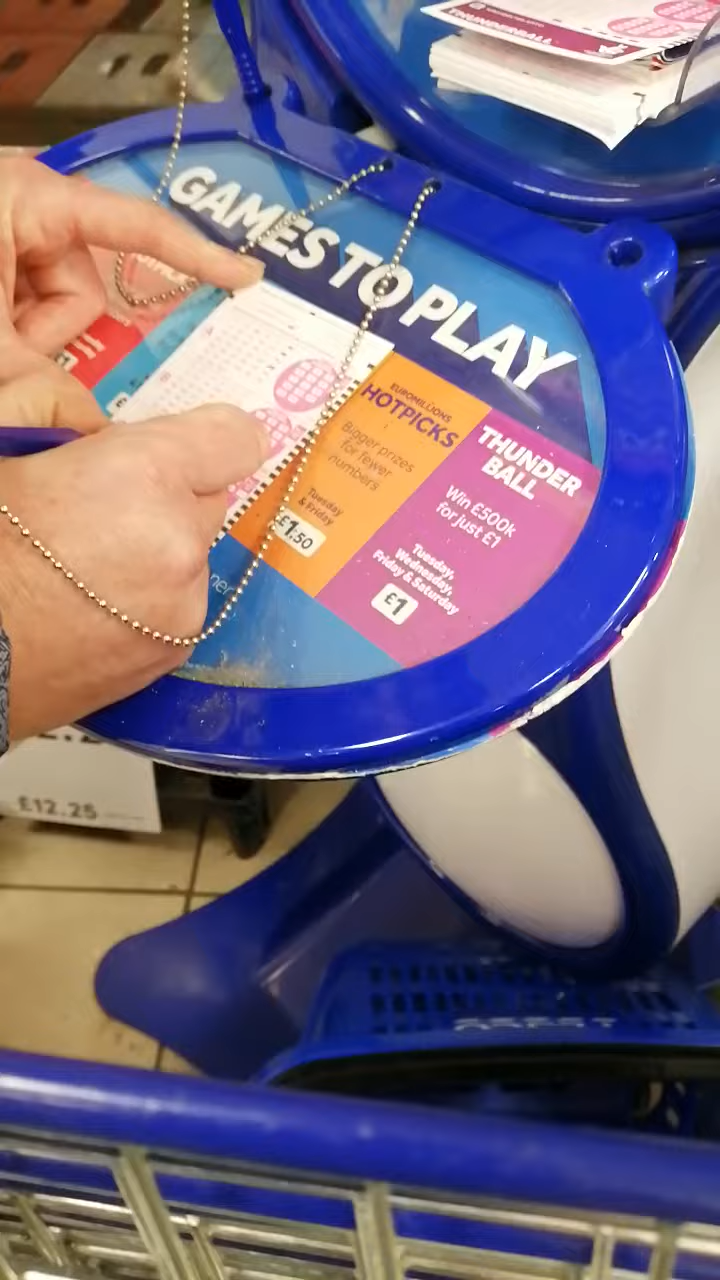 THUNDERBALL
GAMES TO PLAY
EUROMILLIONS
HOTPICKS
Bigger prizes
for fewer
numbers
Tuesday
& Friday
£1.50
THUNDER
BALL
Win £500k
for just £1
Tuesday,
Wednesday,
Friday & Saturday
£1
£12.25